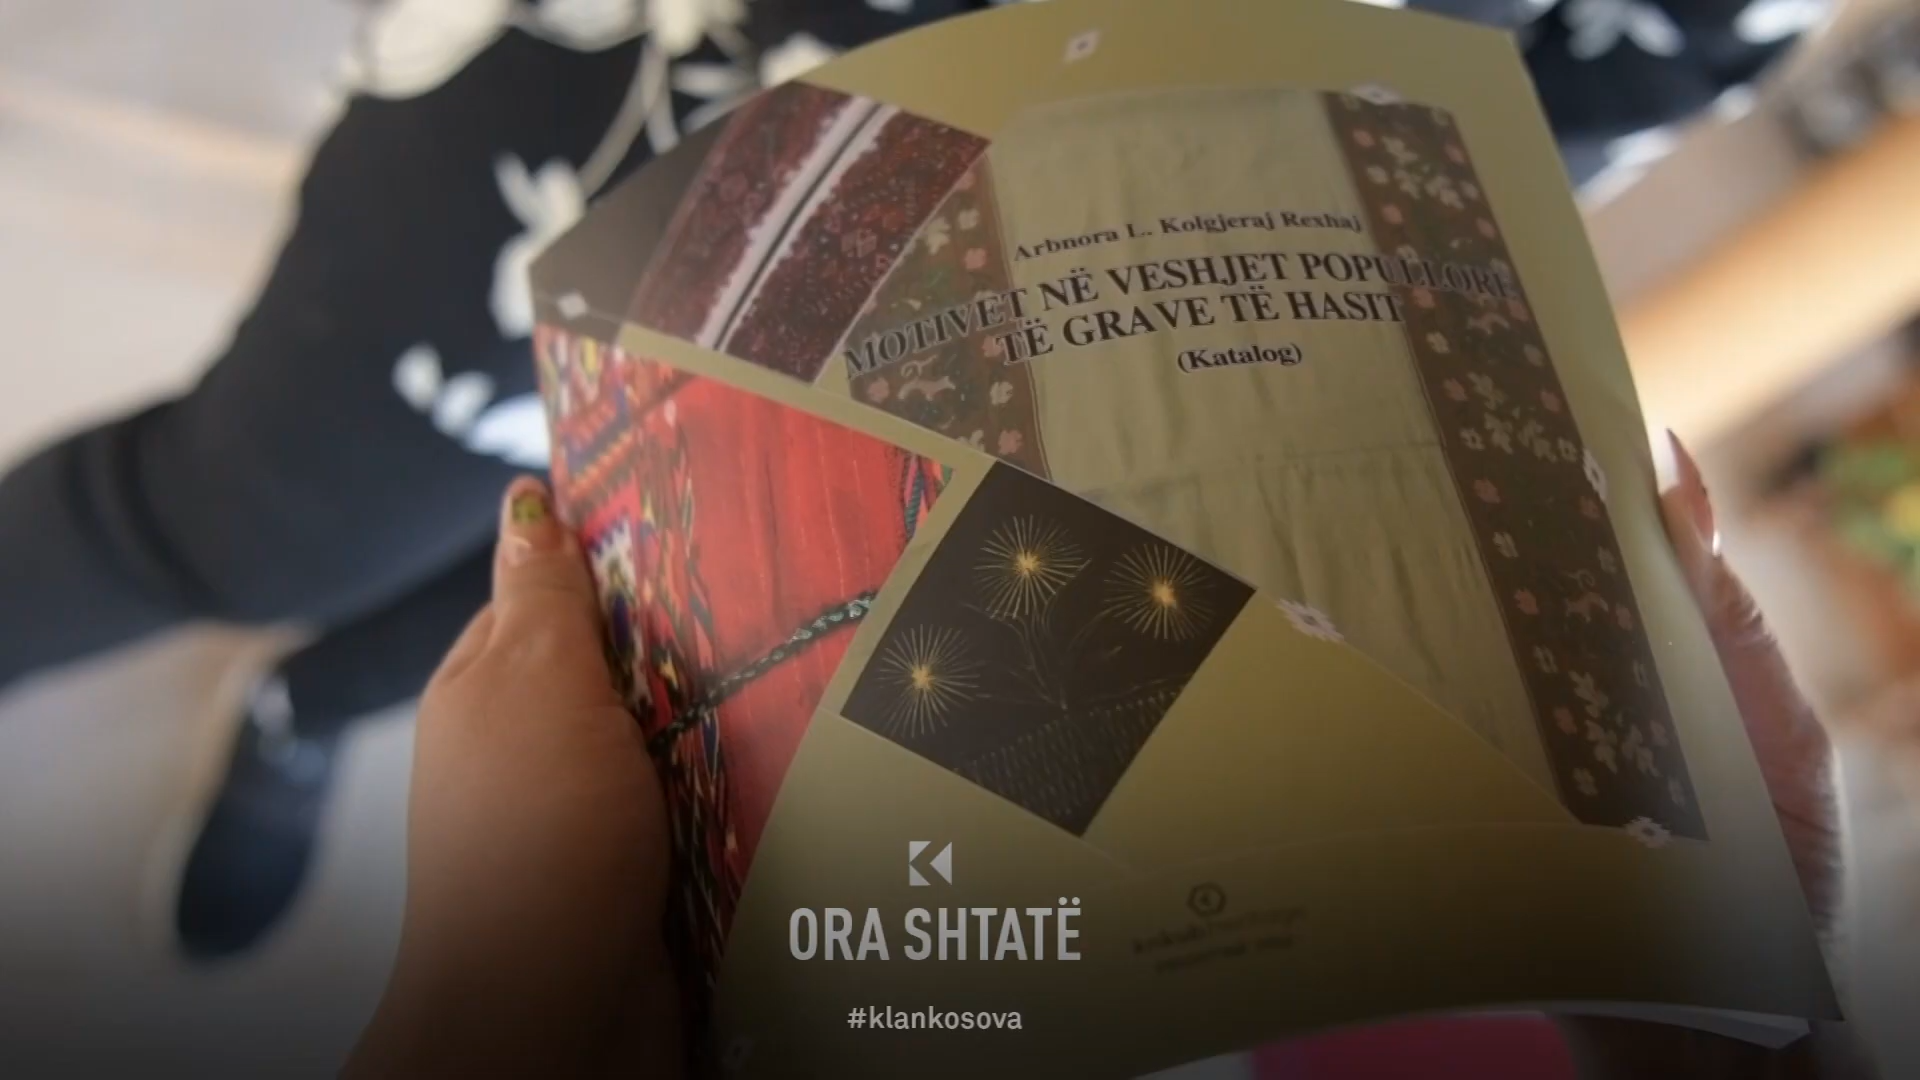 Arbnora L. Kolgjeraj Rexhaj
MOTIVET NË VESHJET POPULLORE
TË GRAVE TË HASIT
(Katalog)
ORA SHTATË
#klankosova